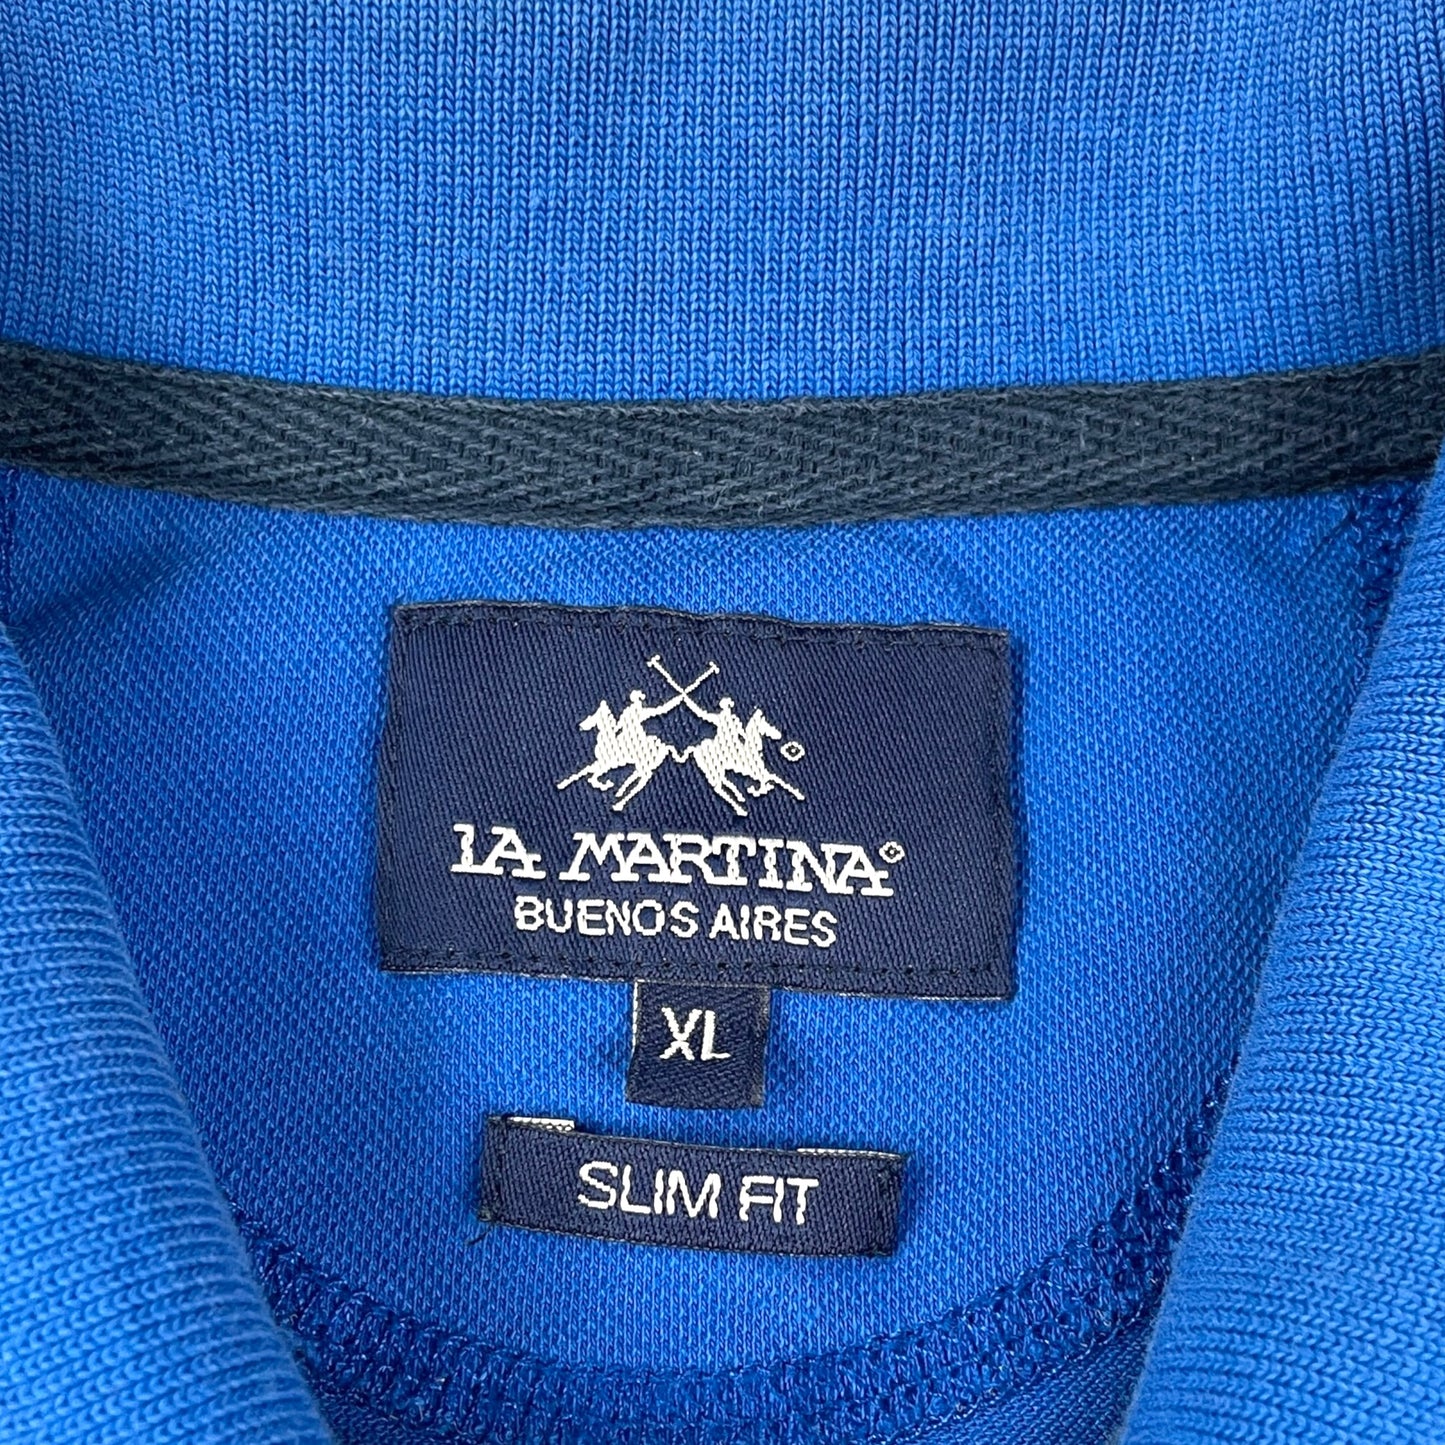 LA MARTINA®
BUENOS AIRES
XL
SLIM FIT